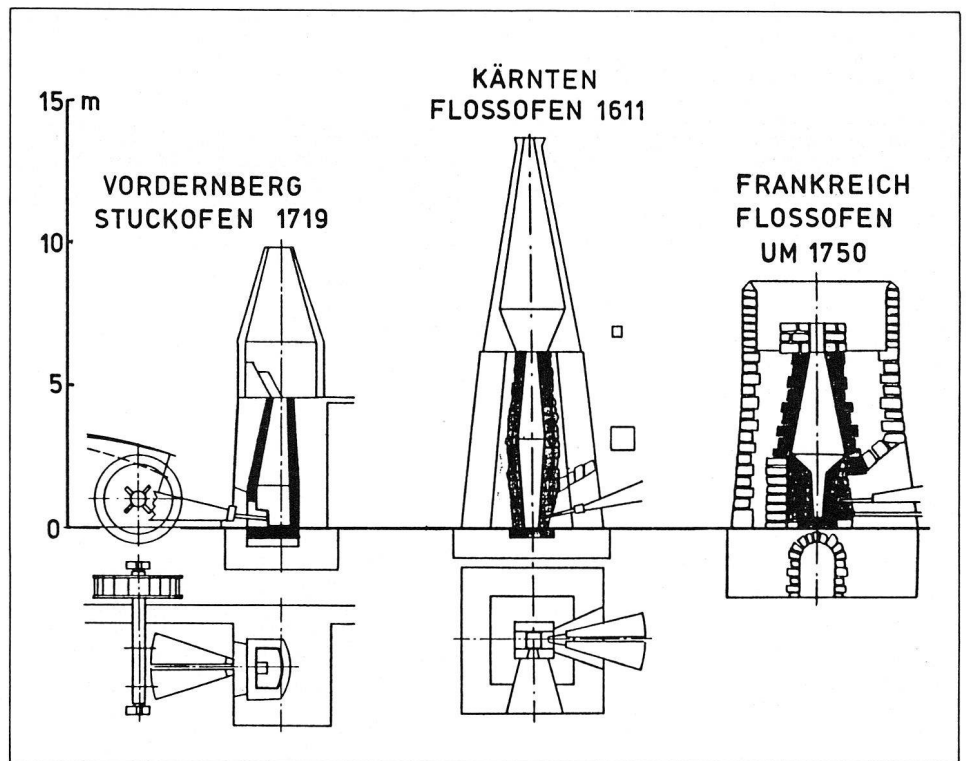 15 m
10
5
0
VORDERNBERG
STUCKOFEN 1719
KÄRNTEN
FLOSSOFEN 1611
FRANKREICH
FLOSSOFEN
UM 1750